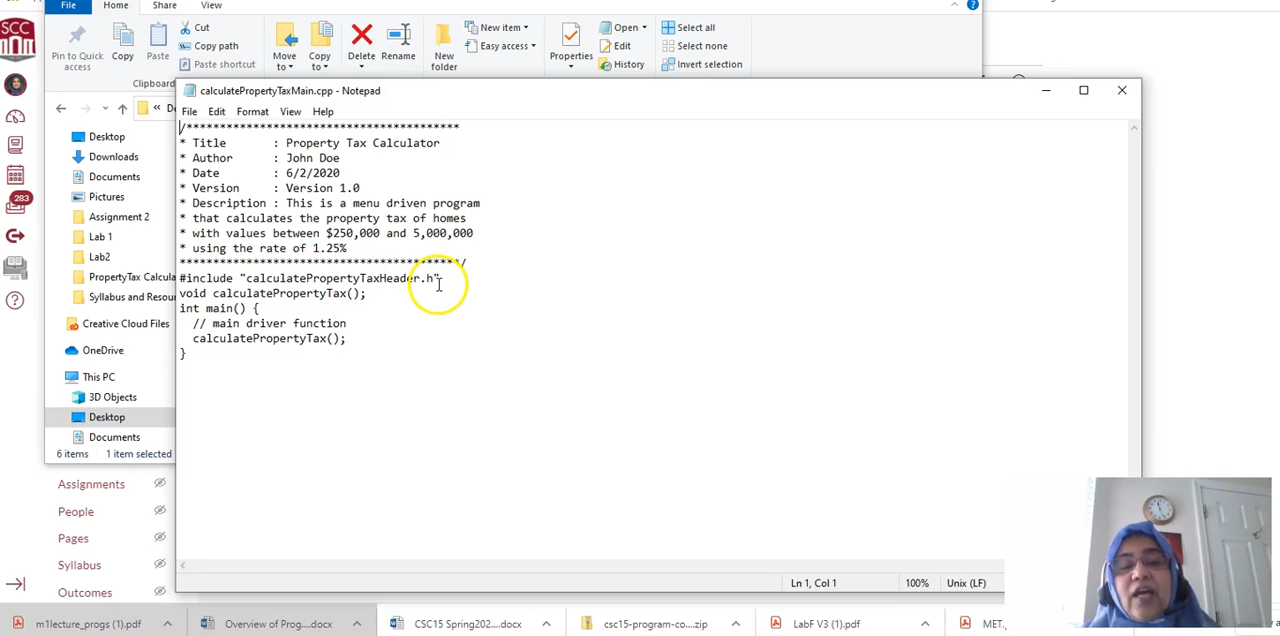 File Home Share View
SCC
Pin to Quick access
Copy
Paste
Cut
Copy path
Paste shortcut
Clipboard
Move to
Copy to
Delete
Rename
New folder
New item
Easy access
Properties
Open
Edit
History
Select all
Select none
Invert selection
calculatePropertyTaxMain.cpp - Notepad
File Edit Format View Help
/*****************************************
* Title : Property Tax Calculator
* Author : John Doe
* Date : 6/2/2020
* Version : Version 1.0
* Description : This is a menu driven program
* that calculates the property tax of homes
* with values between $250,000 and 5,000,000
* using the rate of 1.25%
******************************************/
#include "calculatePropertyTaxHeader.h"
void calculatePropertyTax();
int main() {
// main driver function
calculatePropertyTax();
}
Ln 1, Col 1 100% Unix (LF)
« De
Desktop
Downloads
Documents
Pictures
Assignment 2
Lab 1
Lab2
PropertyTax Calcula
Syllabus and Resou
Creative Cloud Files
OneDrive
This PC
3D Objects
Desktop
Documents
6 items 1 item selected
283
Assignments
People
Pages
Syllabus
Outcomes
m1lecture_progs (1).pdf
Overview of Prog....docx
CSC15 Spring202....docx
csc15-program-co....zip
LabF V3 (1).pdf
MET.